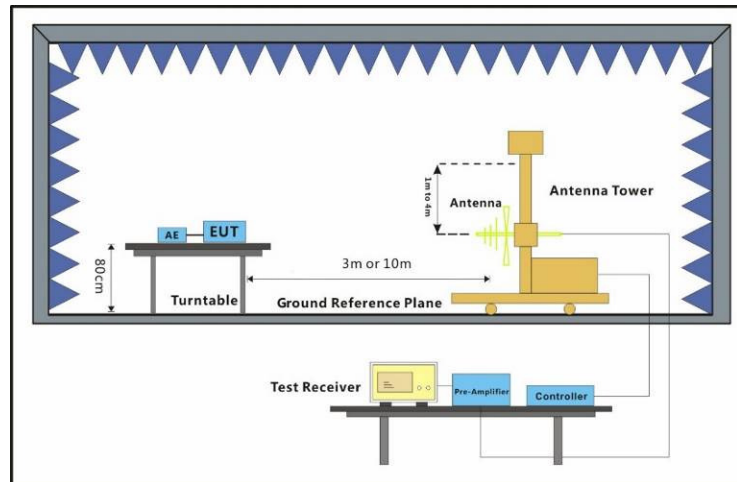 1m to 4m
Antenna Tower
Antenna
AE
EUT
80cm
3m or 10m
Turntable
Ground Reference Plane
Test Receiver
Pre-Amplifier
Controller